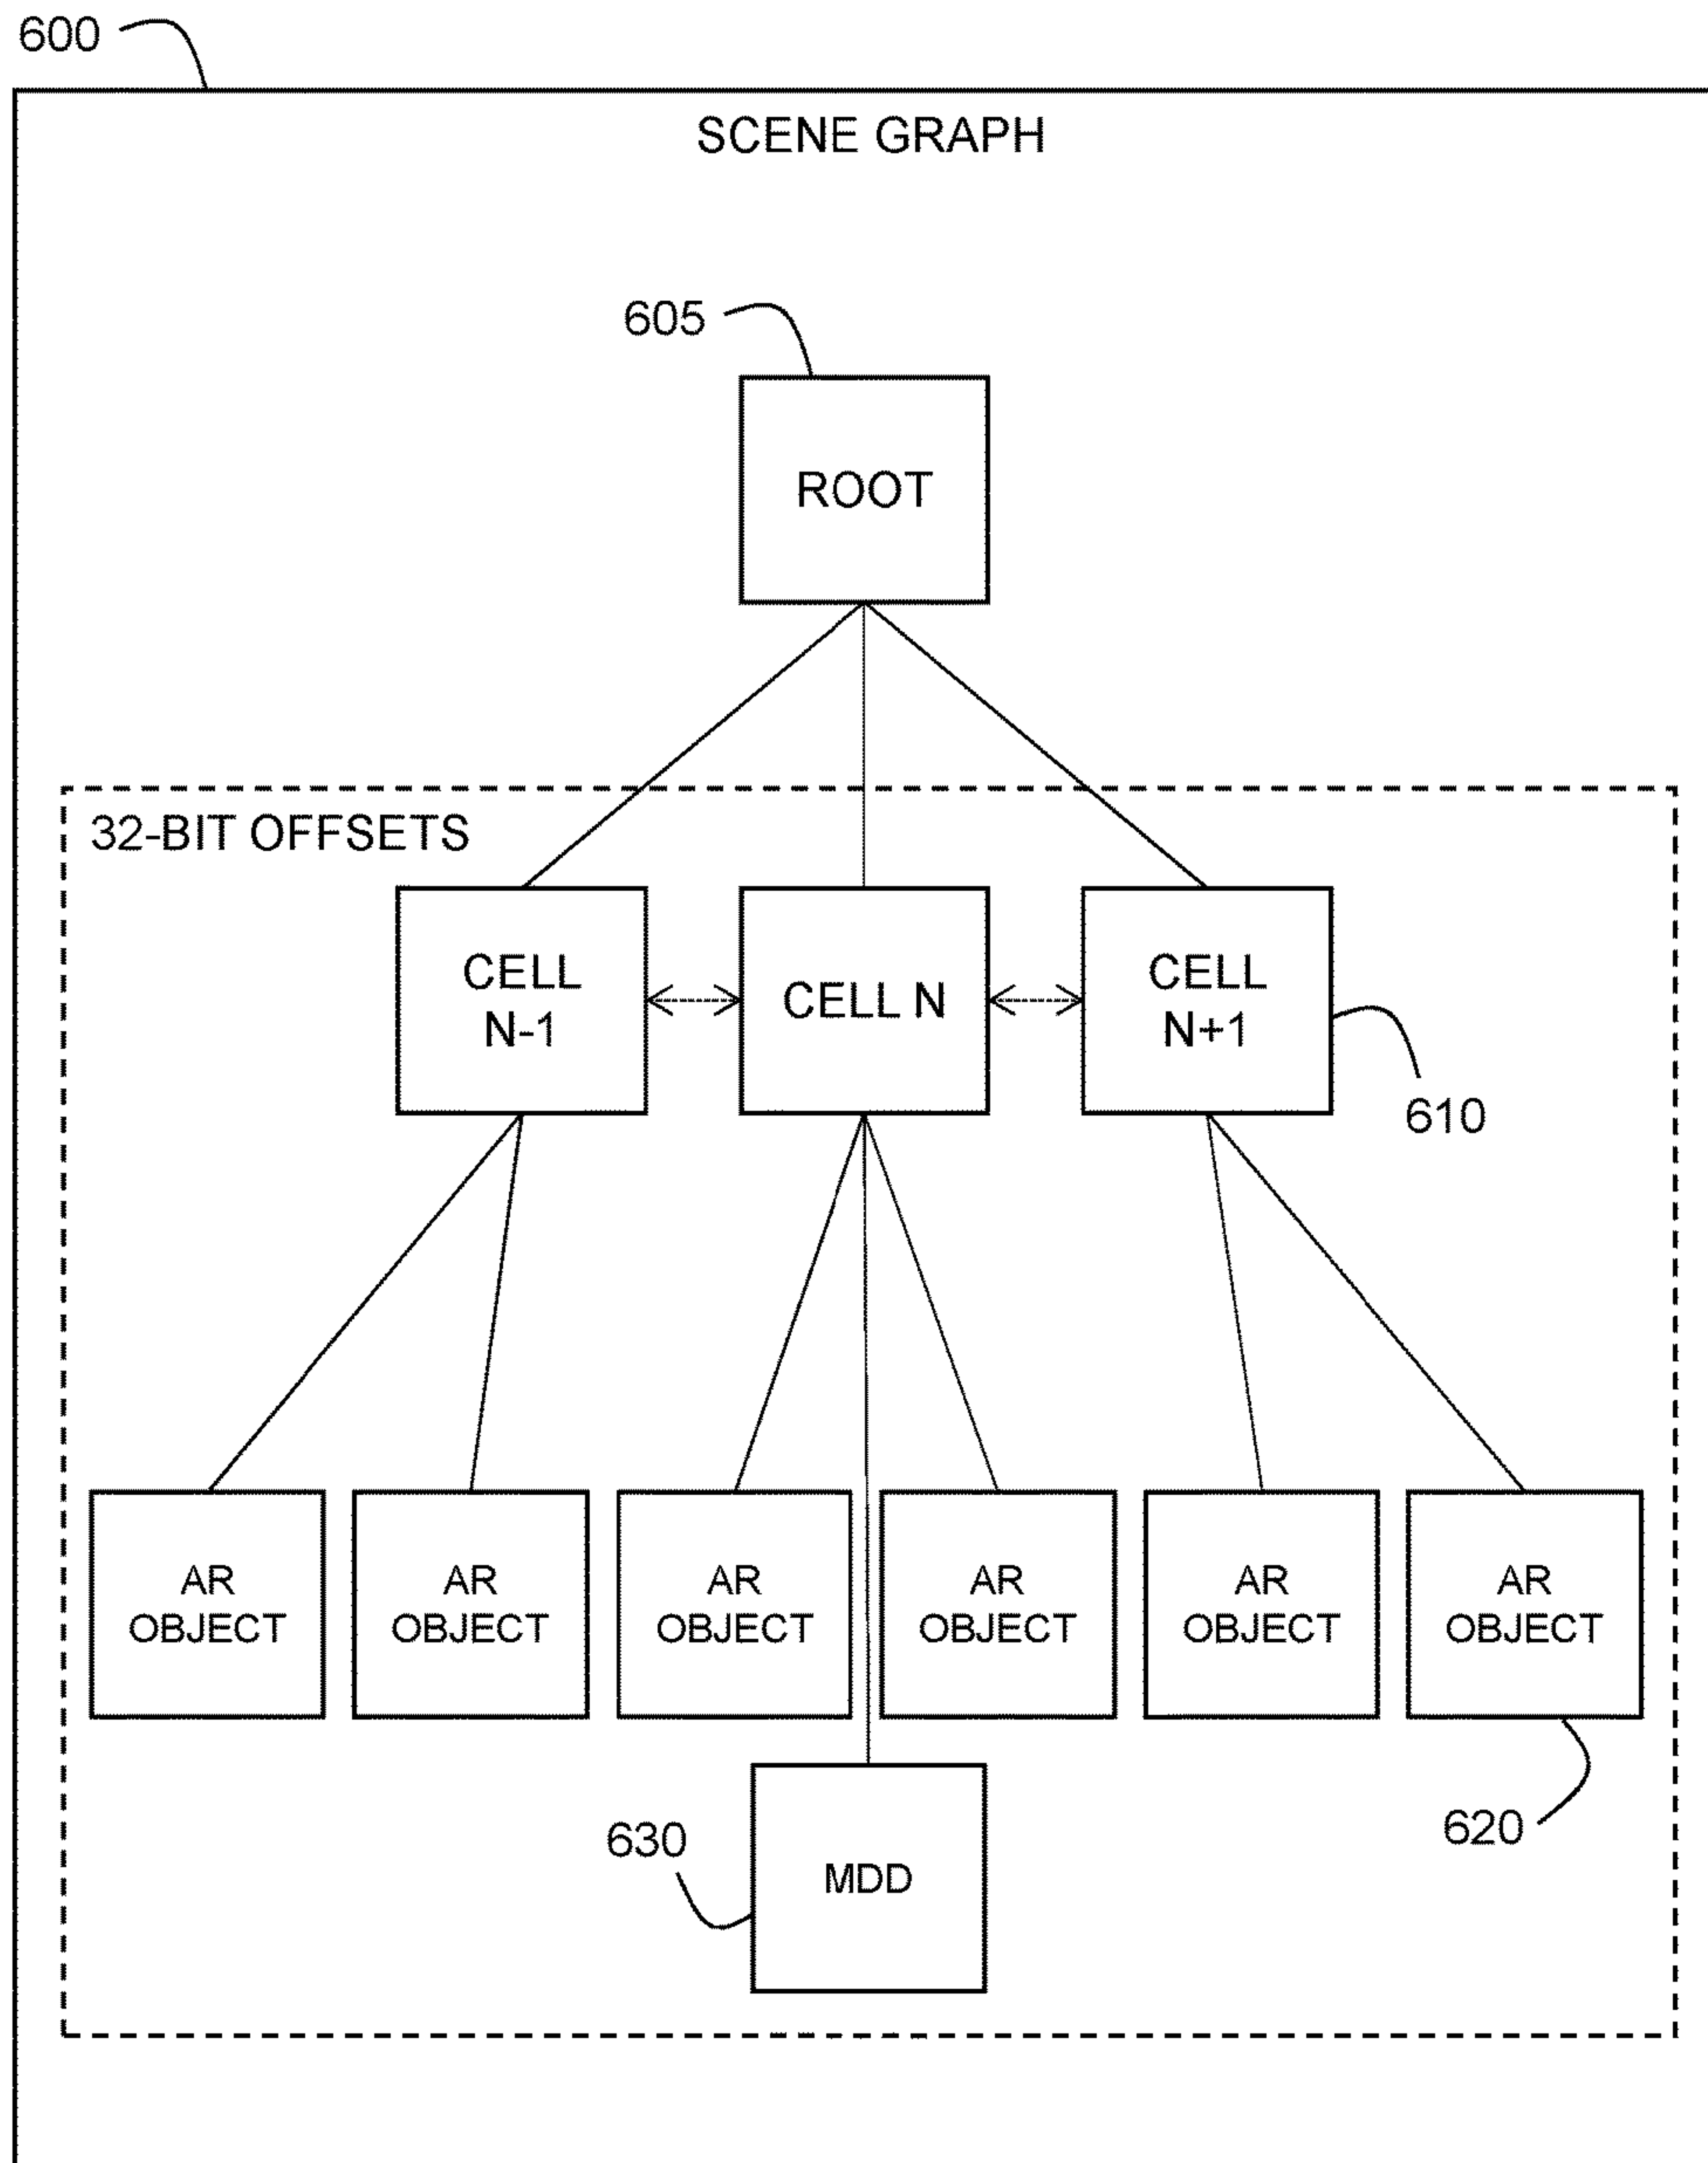 600
SCENE GRAPH
605
ROOT
32-BIT OFFSETS
CELL
N-1
CELL N
CELL
N+1
610
AR
OBJECT
AR
OBJECT
AR
OBJECT
AR
OBJECT
AR
OBJECT
AR
OBJECT
620
630
MDD